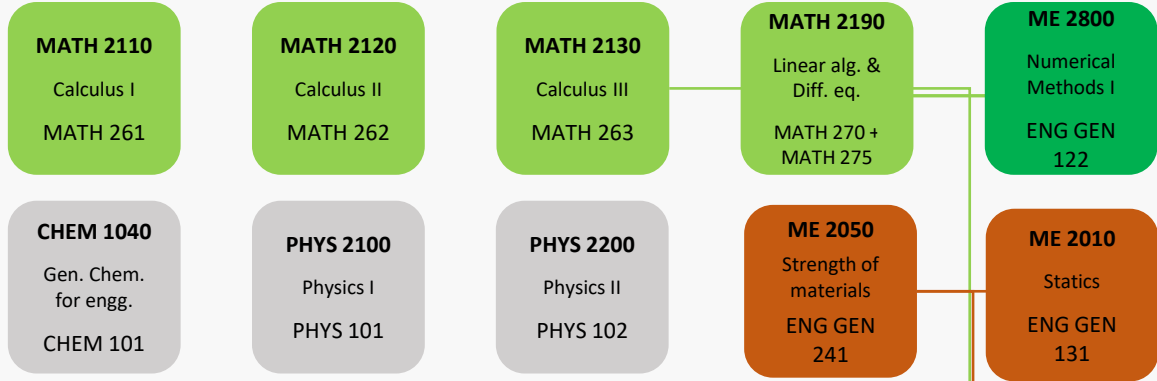 MATH 2110
Calculus I
MATH 261
MATH 2120
Calculus II
MATH 262
MATH 2130
Calculus III
MATH 263
MATH 2190
Linear alg. &
Diff. eq.
MATH 270 +
MATH 275
ME 2800
Numerical
Methods I
ENG GEN
122
CHEM 1040
Gen. Chem.
for engg.
CHEM 101
PHYS 2100
Physics I
PHYS 101
PHYS 2200
Physics II
PHYS 102
ME 2050
Strength of
materials
ENG GEN
241
ME 2010
Statics
ENG GEN
131